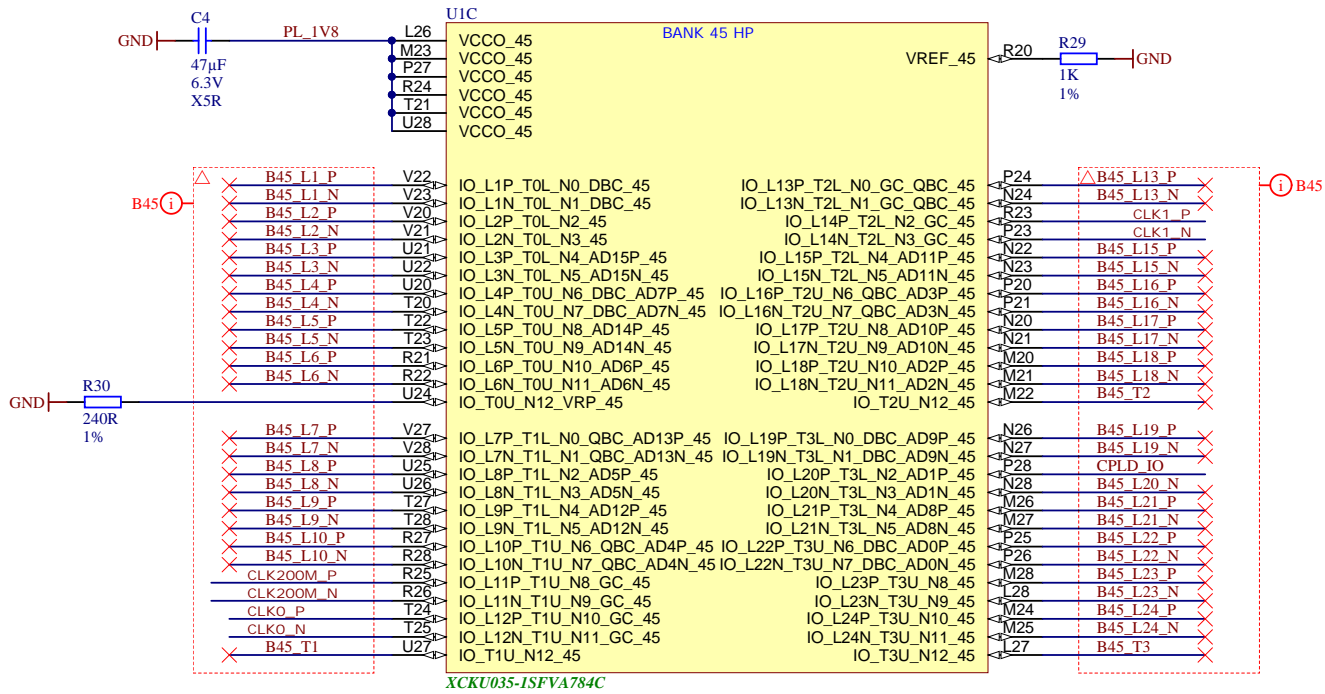 U1C
BANK 45 HP
C4
GND
PL_1V8
47µF
6.3V
X5R
L26 VCCO_45
M23 VCCO_45
P27 VCCO_45
R24 VCCO_45
T21 VCCO_45
U28 VCCO_45
VREF_45 R20
R29
GND
1K
1%
B45 i
i B45
B45_L1_P V22 IO_L1P_T0L_N0_DBC_45 IO_L13P_T2L_N0_GC_QBC_45 P24 B45_L13_P
B45_L1_N V23 IO_L1N_T0L_N1_DBC_45 IO_L13N_T2L_N1_GC_QBC_45 N24 B45_L13_N
B45_L2_P V20 IO_L2P_T0L_N2_45 IO_L14P_T2L_N2_GC_45 R23 CLK1_P
B45_L2_N V21 IO_L2N_T0L_N3_45 IO_L14N_T2L_N3_GC_45 P23 CLK1_N
B45_L3_P U21 IO_L3P_T0L_N4_AD15P_45 IO_L15P_T2L_N4_AD11P_45 N22 B45_L15_P
B45_L3_N U22 IO_L3N_T0L_N5_AD15N_45 IO_L15N_T2L_N5_AD11N_45 N23 B45_L15_N
B45_L4_P U20 IO_L4P_T0U_N6_DBC_AD7P_45 IO_L16P_T2U_N6_QBC_AD3P_45 P20 B45_L16_P
B45_L4_N T20 IO_L4N_T0U_N7_DBC_AD7N_45 IO_L16N_T2U_N7_QBC_AD3N_45 P21 B45_L16_N
B45_L5_P T22 IO_L5P_T0U_N8_AD14P_45 IO_L17P_T2U_N8_AD10P_45 N20 B45_L17_P
B45_L5_N T23 IO_L5N_T0U_N9_AD14N_45 IO_L17N_T2U_N9_AD10N_45 N21 B45_L17_N
B45_L6_P R21 IO_L6P_T0U_N10_AD6P_45 IO_L18P_T2U_N10_AD2P_45 M20 B45_L18_P
B45_L6_N R22 IO_L6N_T0U_N11_AD6N_45 IO_L18N_T2U_N11_AD2N_45 M21 B45_L18_N
R30
GND
240R
1%
U24 IO_T0U_N12_VRP_45 IO_T2U_N12_45 M22 B45_T2
B45_L7_P V27 IO_L7P_T1L_N0_QBC_AD13P_45 IO_L19P_T3L_N0_DBC_AD9P_45 N26 B45_L19_P
B45_L7_N V28 IO_L7N_T1L_N1_QBC_AD13N_45 IO_L19N_T3L_N1_DBC_AD9N_45 N27 B45_L19_N
B45_L8_P U25 IO_L8P_T1L_N2_AD5P_45 IO_L20P_T3L_N2_AD1P_45 P28 CPLD_IO
B45_L8_N U26 IO_L8N_T1L_N3_AD5N_45 IO_L20N_T3L_N3_AD1N_45 N28 B45_L20_N
B45_L9_P T27 IO_L9P_T1L_N4_AD12P_45 IO_L21P_T3L_N4_AD8P_45 M26 B45_L21_P
B45_L9_N T28 IO_L9N_T1L_N5_AD12N_45 IO_L21N_T3L_N5_AD8N_45 M27 B45_L21_N
B45_L10_P R27 IO_L10P_T1U_N6_QBC_AD4P_45 IO_L22P_T3U_N6_DBC_AD0P_45 P25 B45_L22_P
B45_L10_N R28 IO_L10N_T1U_N7_QBC_AD4N_45 IO_L22N_T3U_N7_DBC_AD0N_45 P26 B45_L22_N
CLK200M_P R25 IO_L11P_T1U_N8_GC_45 IO_L23P_T3U_N8_45 M28 B45_L23_P
CLK200M_N R26 IO_L11N_T1U_N9_GC_45 IO_L23N_T3U_N9_45 L28 B45_L23_N
CLK0_P T24 IO_L12P_T1U_N10_GC_45 IO_L24P_T3U_N10_45 M24 B45_L24_P
CLK0_N T25 IO_L12N_T1U_N11_GC_45 IO_L24N_T3U_N11_45 M25 B45_L24_N
B45_T1 U27 IO_T1U_N12_45 IO_T3U_N12_45 L27 B45_T3
XCKU035-1SFVA784C